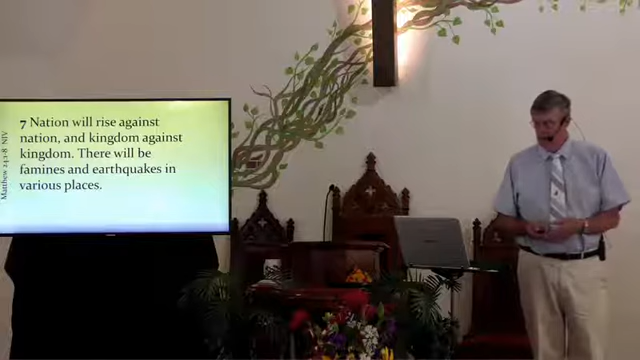 7 Nation will rise against
nation, and kingdom against
kingdom. There will be
famines and earthquakes in
various places.
Matthew 24:1-8 NIV